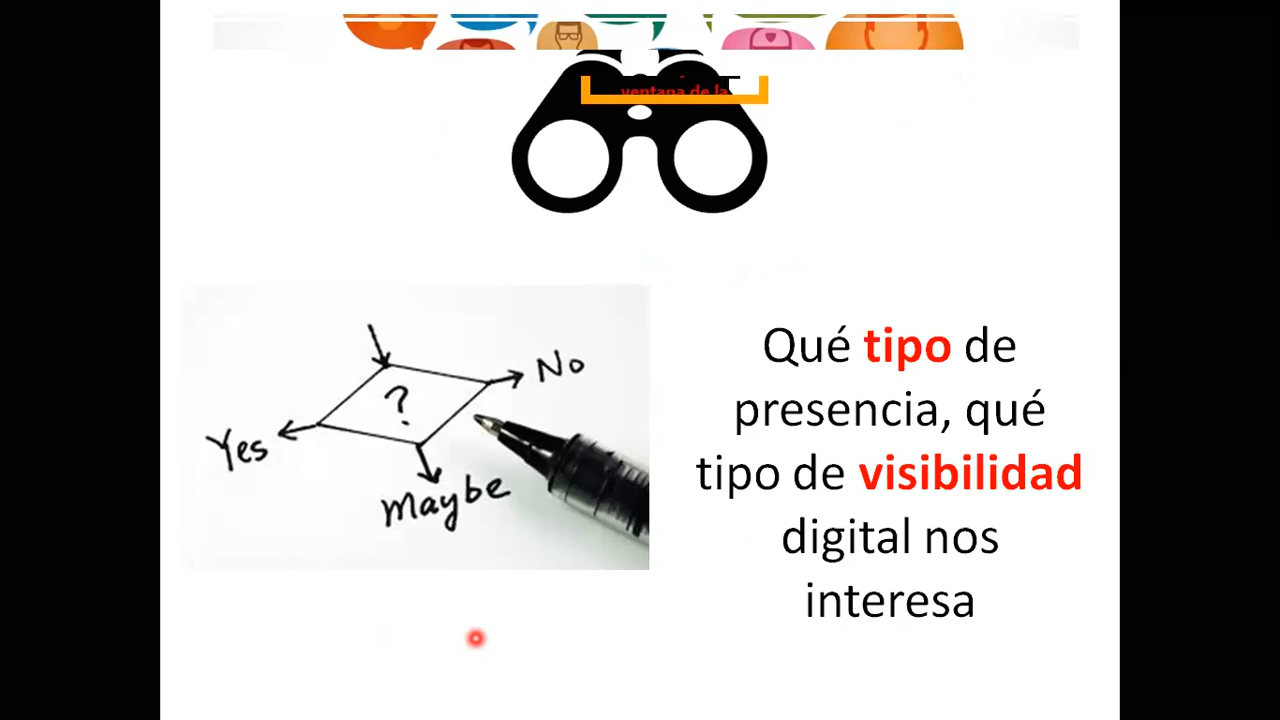 ventana de la
?
No
Yes
Maybe
Qué tipo de
presencia, qué
tipo de visibilidad
digital nos
interesa